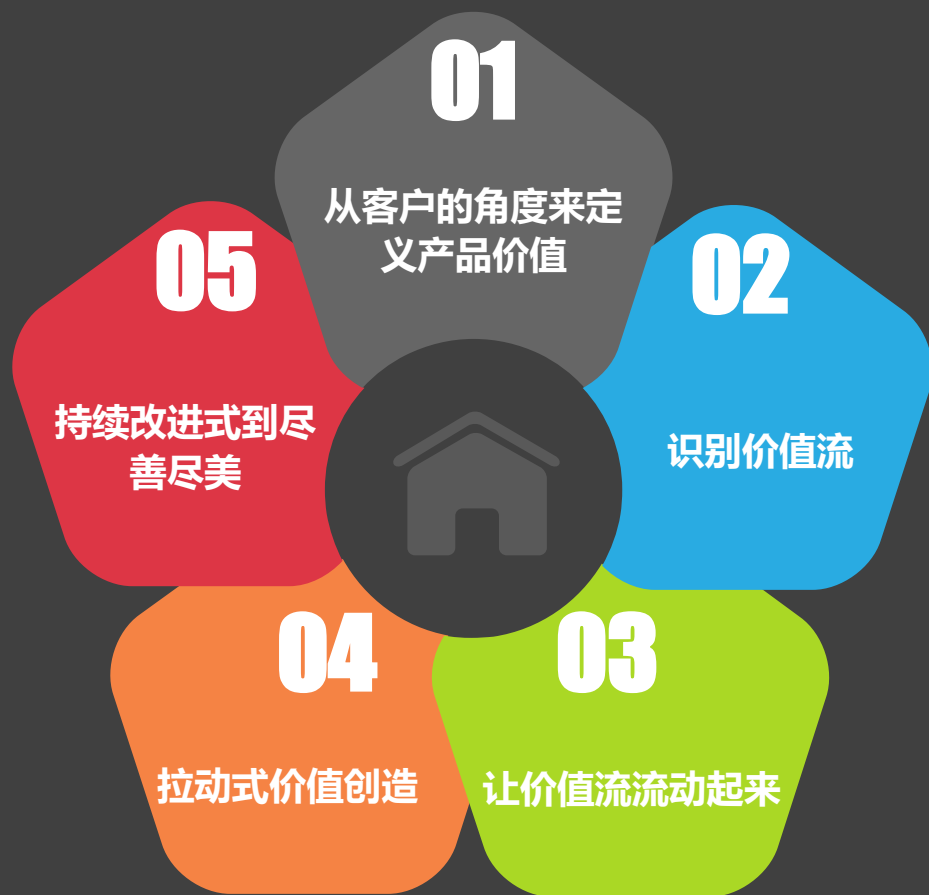 01
从客户的角度来定
义产品价值
02
识别价值流
03
让价值流流动起来
04
拉动式价值创造
05
持续改进式到尽
善尽美